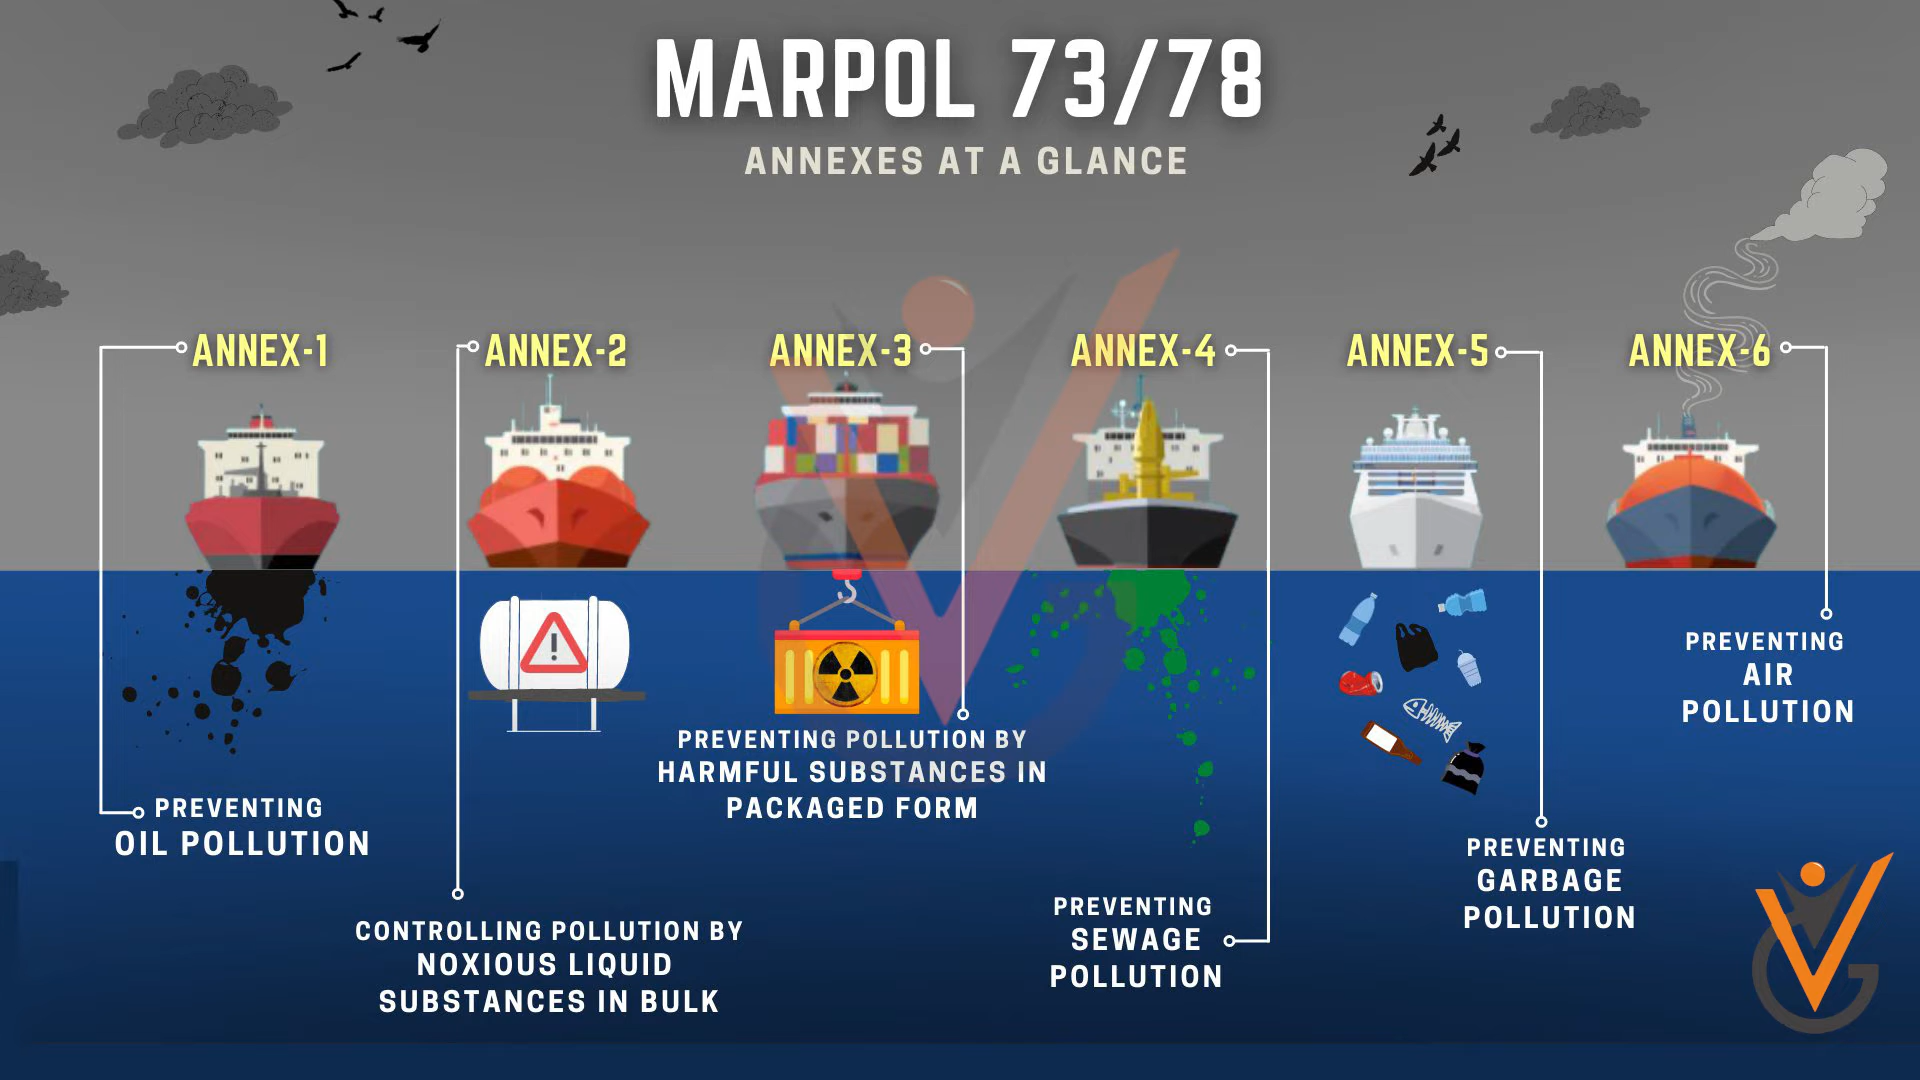 MARPOL 73/78
ANNEXES AT A GLANCE
ANNEX-1
ANNEX-2
ANNEX-3
ANNEX-4
ANNEX-5
ANNEX-6
PREVENTING
OIL POLLUTION
CONTROLLING POLLUTION BY
NOXIOUS LIQUID
SUBSTANCES IN BULK
PREVENTING POLLUTION BY
HARMFUL SUBSTANCES IN
PACKAGED FORM
PREVENTING
SEWAGE
POLLUTION
PREVENTING
GARBAGE
POLLUTION
PREVENTING
AIR
POLLUTION